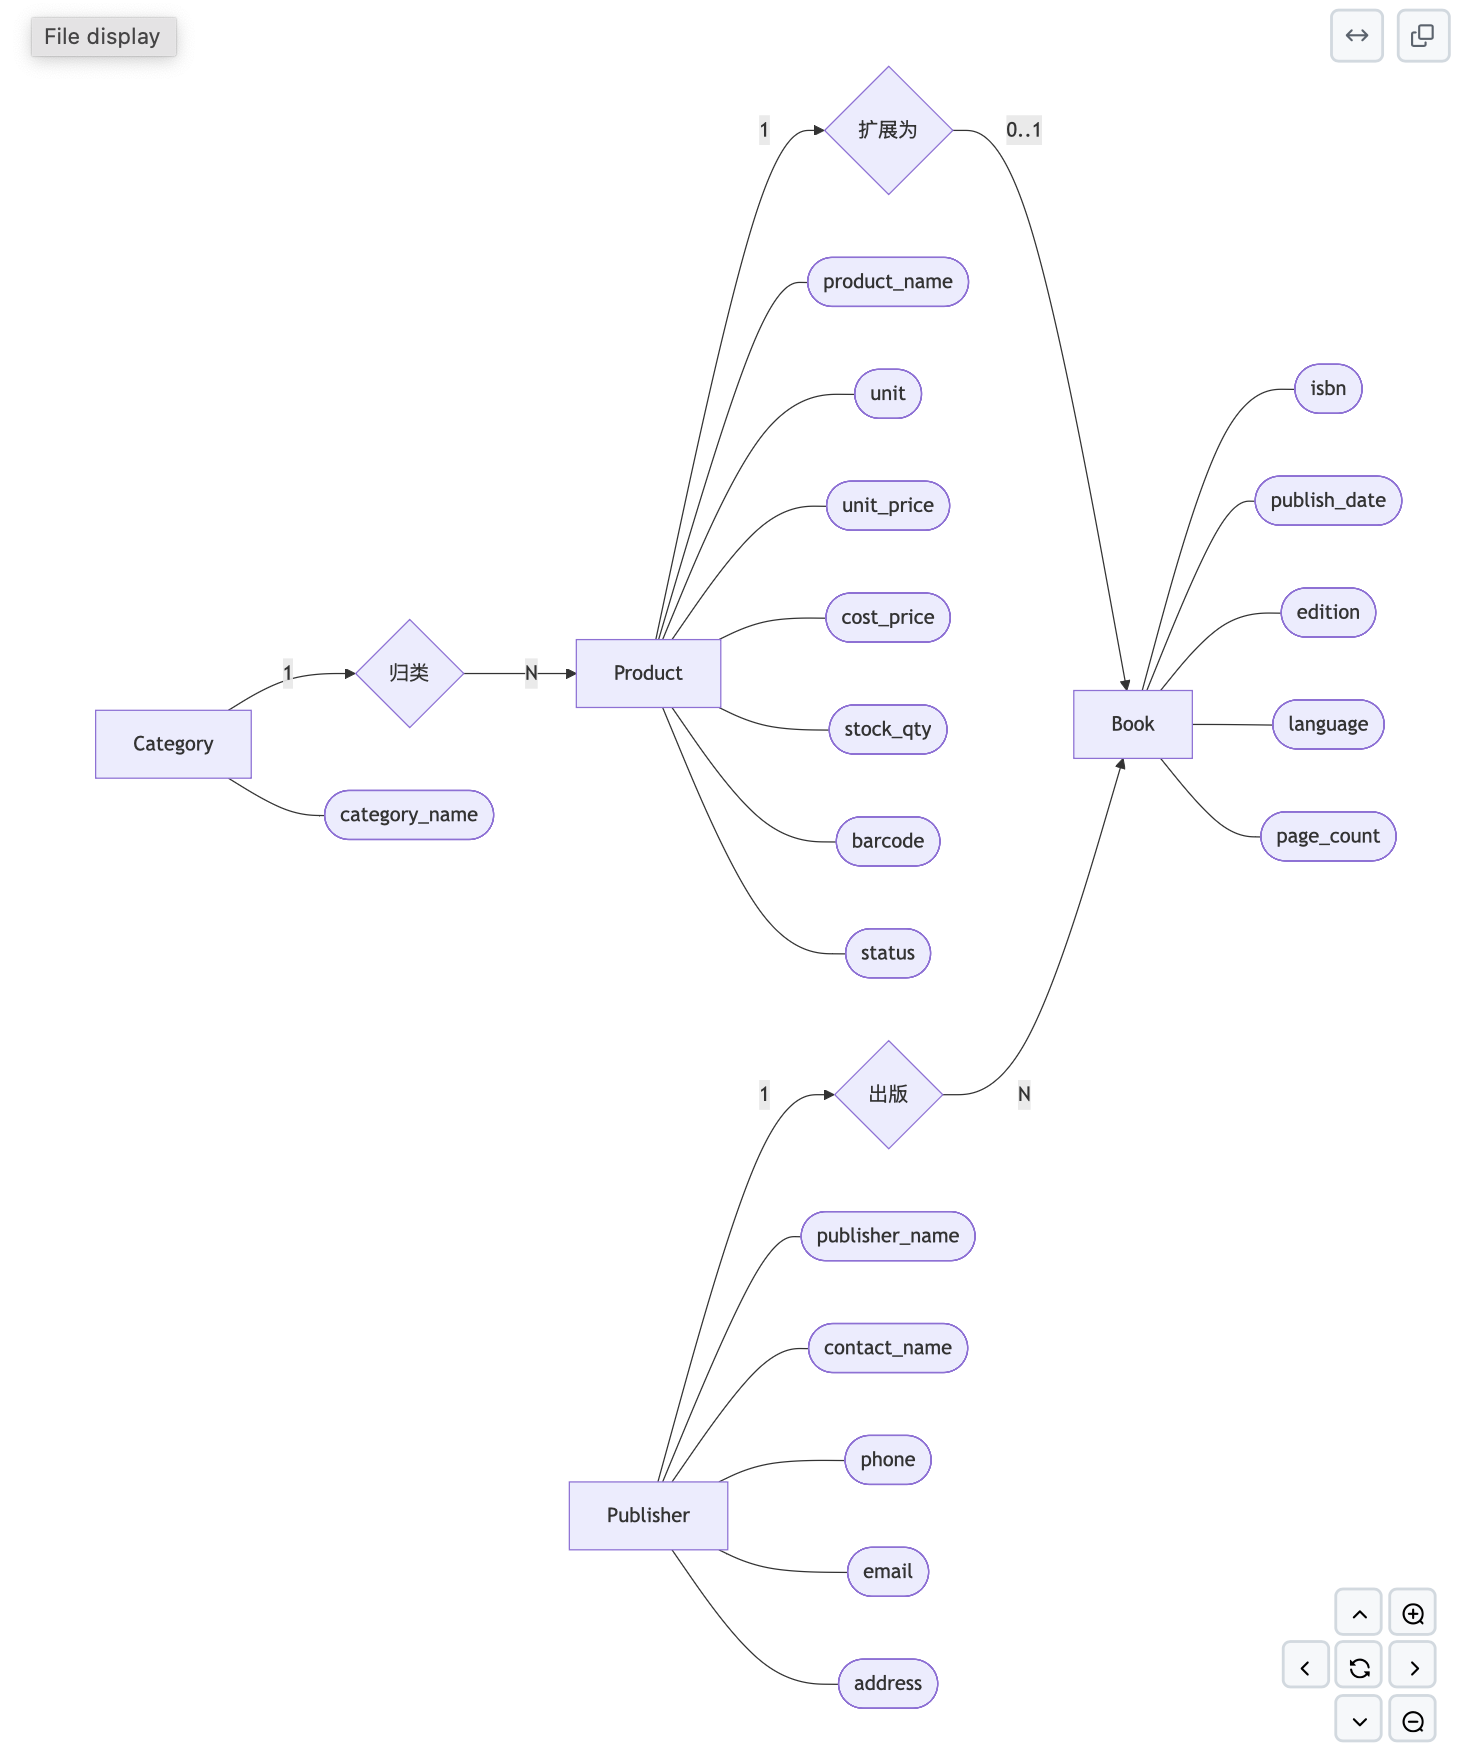 File display
1
扩展为
0..1
product_name
unit
isbn
unit_price
publish_date
cost_price
edition
1
归类
N
Product
Category
stock_qty
Book
language
category_name
barcode
page_count
status
1
出版
N
publisher_name
contact_name
phone
Publisher
email
address